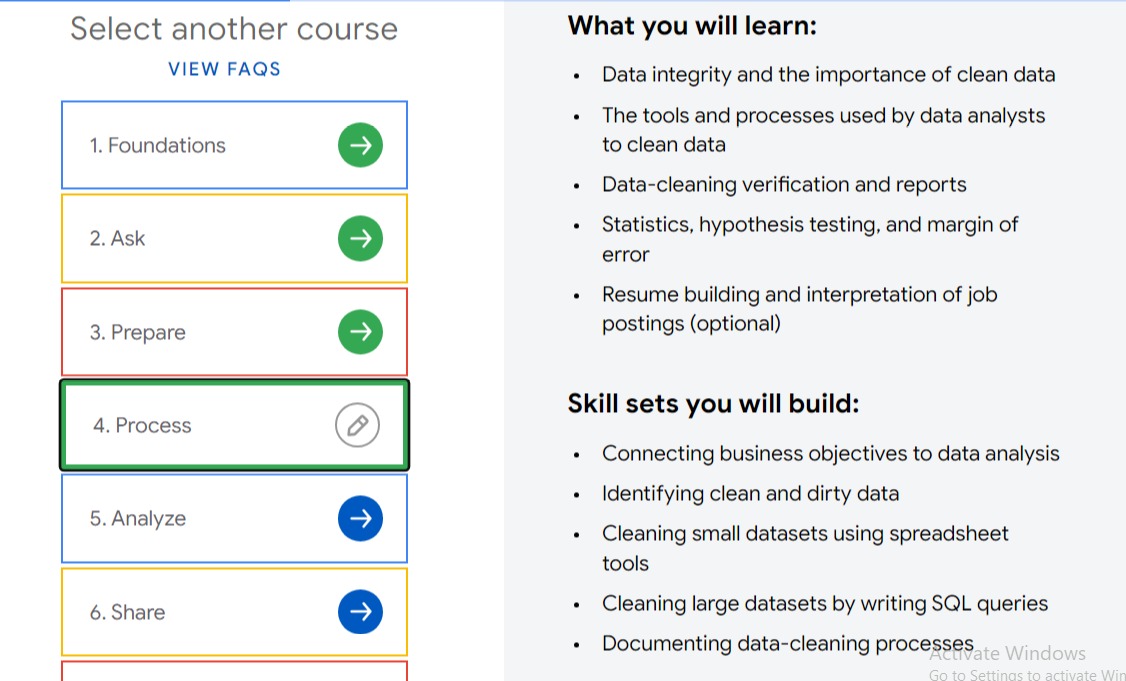 Select another course
VIEW FAQS
1. Foundations
2. Ask
3. Prepare
4. Process
5. Analyze
6. Share
What you will learn:
• Data integrity and the importance of clean data
• The tools and processes used by data analysts
to clean data
• Data-cleaning verification and reports
• Statistics, hypothesis testing, and margin of
error
• Resume building and interpretation of job
postings (optional)
Skill sets you will build:
• Connecting business objectives to data analysis
• Identifying clean and dirty data
• Cleaning small datasets using spreadsheet
tools
• Cleaning large datasets by writing SQL queries
• Documenting data-cleaning processes
Activate Windows
Go to Settings to activate Win